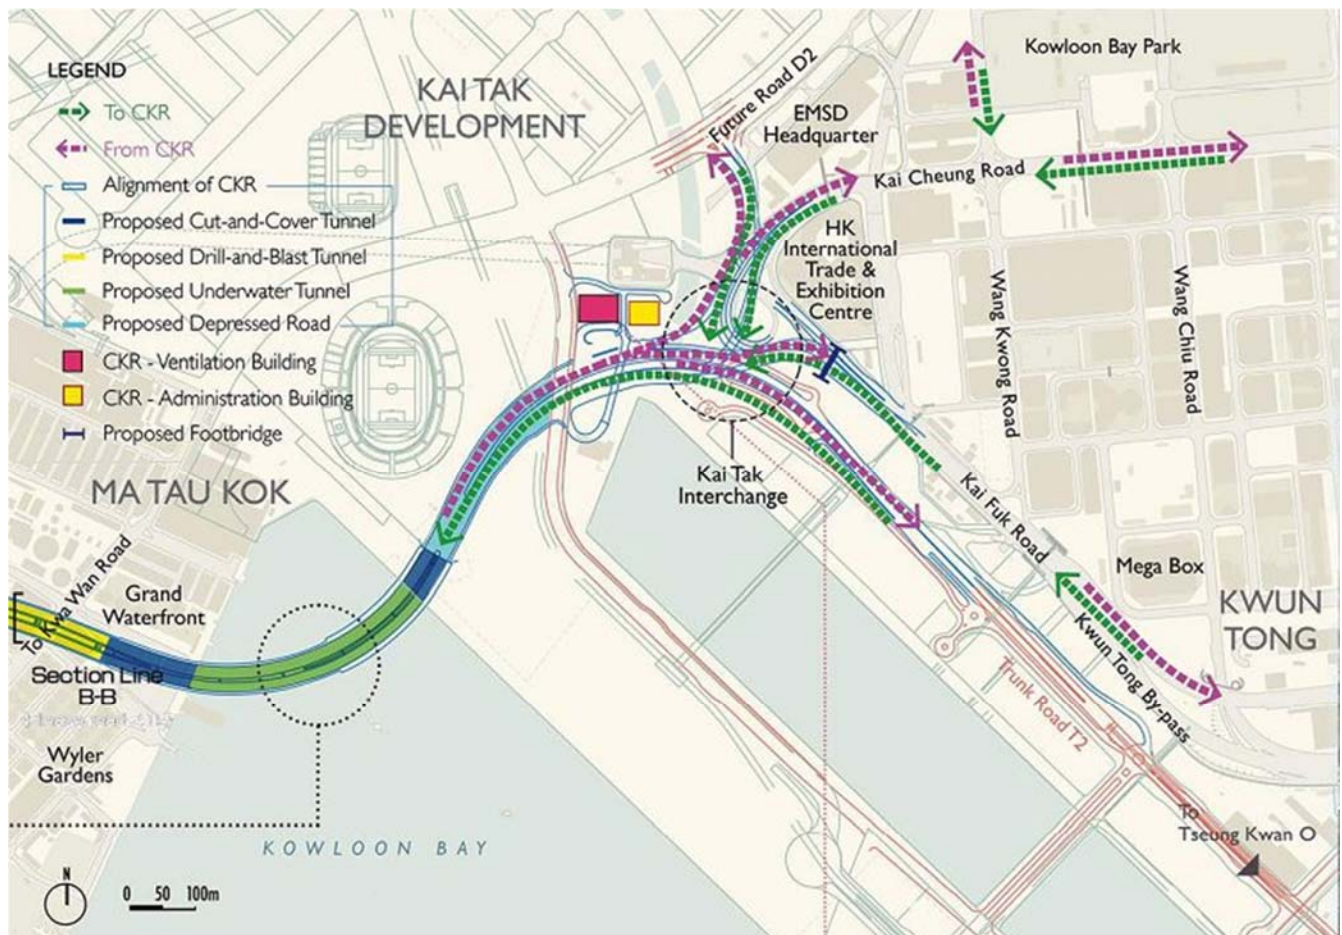 LEGEND
To CKR
From CKR
Alignment of CKR
Proposed Cut-and-Cover Tunnel
Proposed Drill-and-Blast Tunnel
Proposed Underwater Tunnel
Proposed Depressed Road
CKR - Ventilation Building
CKR - Administration Building
Proposed Footbridge
KAI TAK
DEVELOPMENT
Future Road D2
EMSD
Headquarter
Kowloon Bay Park
Kai Cheung Road
HK
International
Trade &
Exhibition
Centre
Wang Kwong Road
Wang Chiu Road
Kai Tak
Interchange
Kai Fuk Road
Mega Box
KWUN
TONG
Kwun Tong By-pass
Trunk Road T2
To
Tseung Kwan O
MA TAU KOK
To Kwa Wan Road
Grand
Waterfront
Section Line
B-B
Wyler
Gardens
KOWLOON BAY
N
0 50 100m